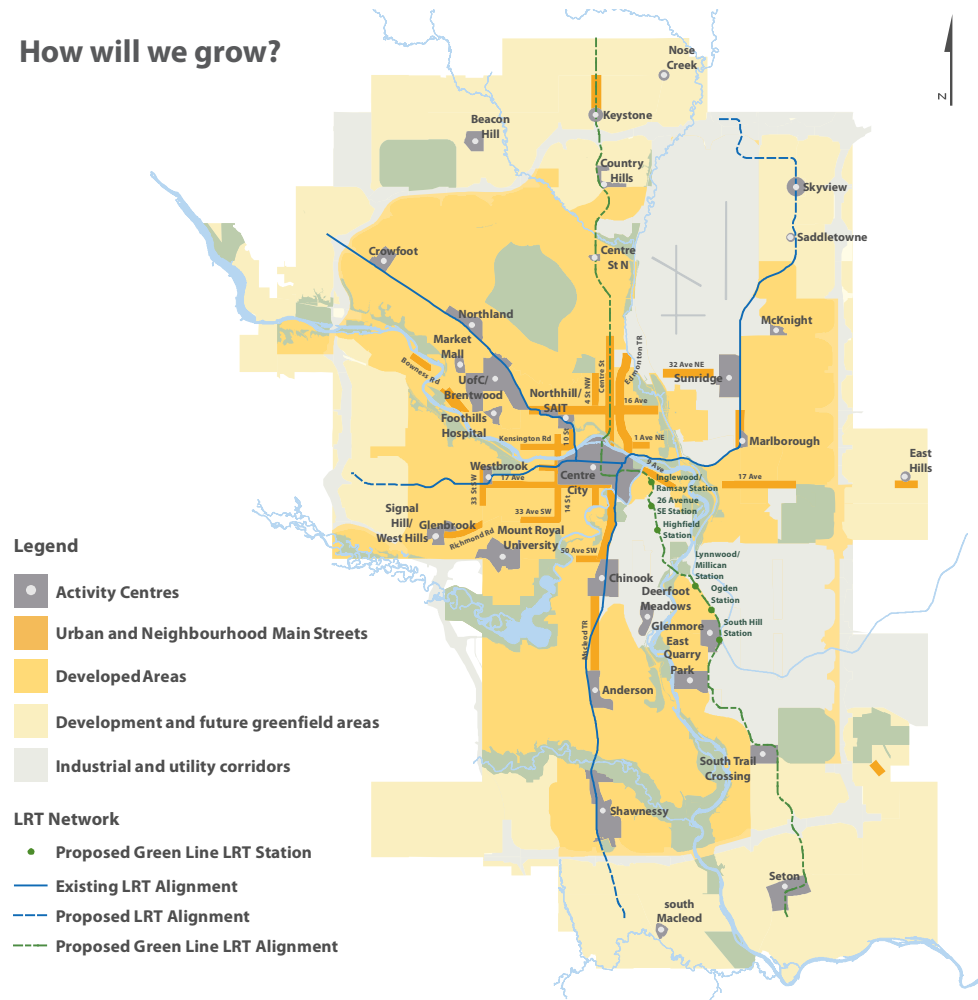 How will we grow?
N
Nose
Creek
Keystone
Beacon
Hill
Country
Hills
Skyview
Saddletowne
Centre
St N
Crowfoot
Northland
McKnight
Market
Mall
Bowness Rd
UofC/
Brentwood
Northhill/
SAIT
4 St NW
Centre St
Edmonton TR
32 Ave NE
Sunridge
16 Ave
Foothills
Hospital
10 St
Kensington Rd
1 Ave NE
Marlborough
East
Hills
Westbrook
17 Ave
33 St SW
Centre
City
14 St
9 Ave
17 Ave
Inglewood/
Ramsay Station
26 Avenue
SE Station
Highfield
Station
Signal
Hill/
West Hills
Glenbrook
Richmond Rd
33 Ave SW
Mount Royal
University
50 Ave SW
Lynnwood/
Millican
Station
Ogden
Station
South Hill
Station
Chinook
Deerfoot
Meadows
Glenmore
East
Quarry
Park
Mcleod TR
Anderson
South Trail
Crossing
Shawnessy
Seton
south
Macleod
Legend
Activity Centres
Urban and Neighbourhood Main Streets
Developed Areas
Development and future greenfield areas
Industrial and utility corridors
LRT Network
Proposed Green Line LRT Station
Existing LRT Alignment
Proposed LRT Alignment
Proposed Green Line LRT Alignment